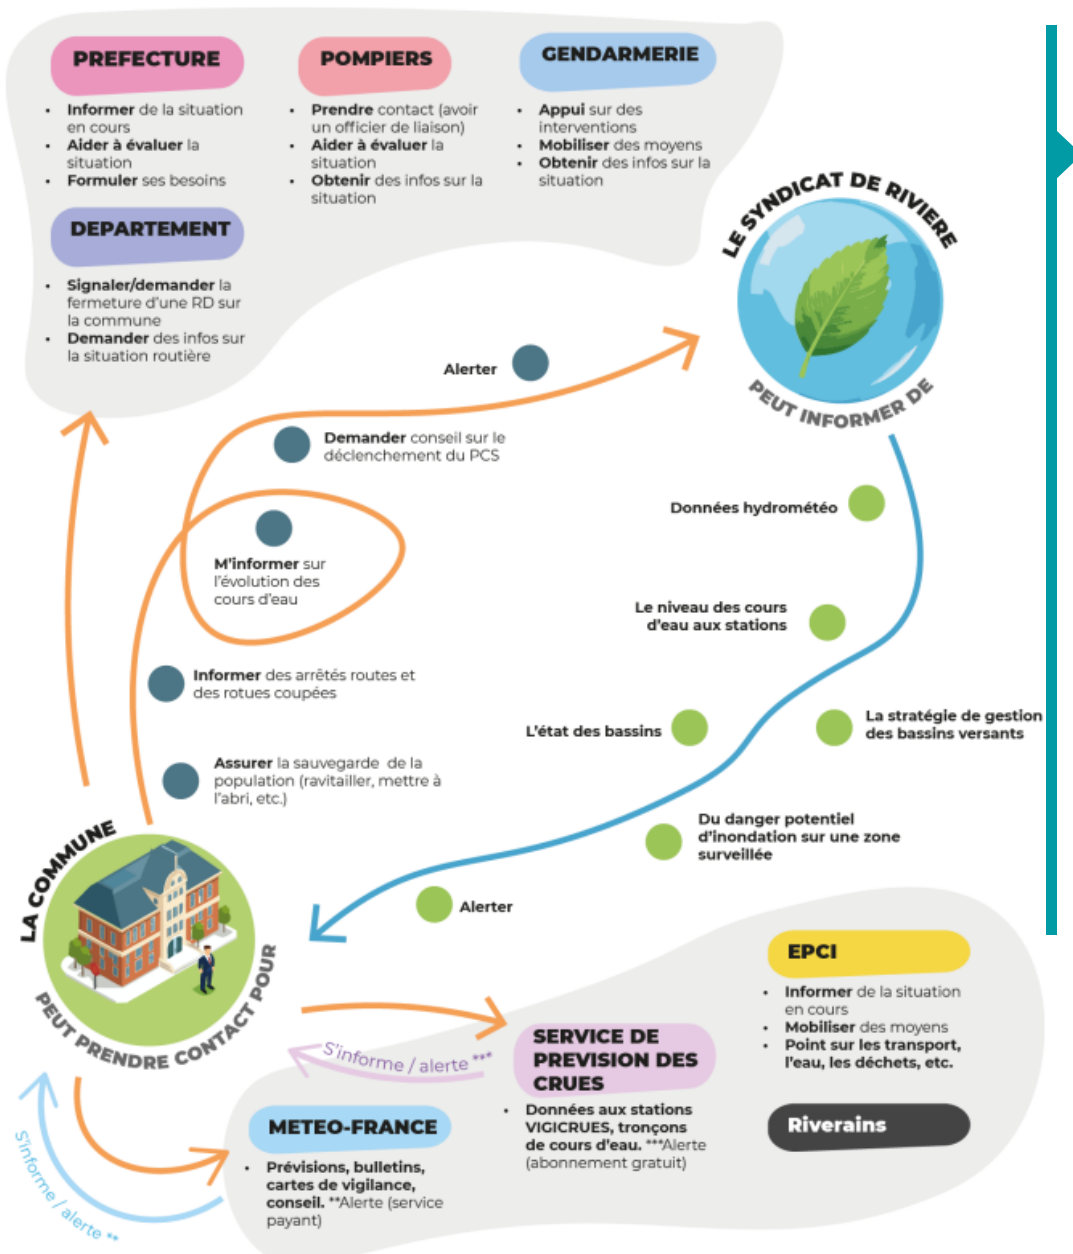 PREFECTURE
• Informer de la situation
en cours
• Aider à évaluer la
situation
• Formuler ses besoins
POMPIERS
• Prendre contact (avoir
un officier de liaison)
• Aider à évaluer la
situation
• Obtenir des infos sur la
situation
GENDARMERIE
• Appui sur des
interventions
• Mobiliser des moyens
• Obtenir des infos sur la
situation
DEPARTEMENT
• Signaler/demander la
fermeture d'une RD sur
la commune
• Demander des infos sur
la situation routière
LE SYNDICAT DE RIVIERE
PEUT INFORMER DE
Alerter
Demander conseil sur le
déclenchement du PCS
M'informer sur
l'évolution des
cours d'eau
Informer des arrêtés routes et
des rotues coupées
Assurer la sauvegarde de la
population (ravitailler, mettre à
l'abri, etc.)
Données hydrométéo
Le niveau des cours
d'eau aux stations
L'état des bassins
La stratégie de gestion
des bassins versants
Du danger potentiel
d'inondation sur une zone
surveillée
Alerter
LA COMMUNE
PEUT PRENDRE CONTACT POUR
S'informe / alerte ***
S'informe / alerte **
METEO-FRANCE
• Prévisions, bulletins,
cartes de vigilance,
conseil. **Alerte (service
payant)
SERVICE DE
PREVISION DES
CRUES
• Données aux stations
VIGICRUES, tronçons
de cours d'eau. ***Alerte
(abonnement gratuit)
EPCI
• Informer de la situation
en cours
• Mobiliser des moyens
• Point sur les transport,
l'eau, les déchets, etc.
Riverains